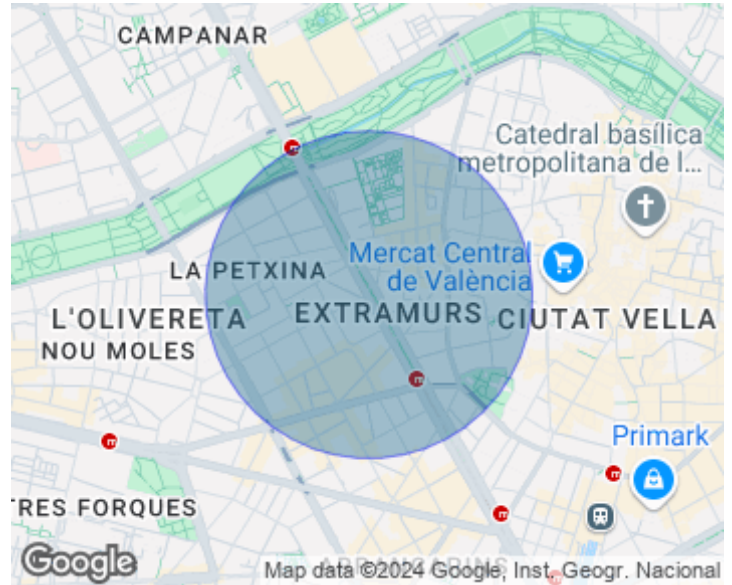 CAMPANAR
Catedral basílica
metropolitana de l...
Mercat Central
de València
LA PETXINA
L'OLIVERETA
EXTRAMURS
CIUTAT VELLA
NOU MOLES
Primark
TRES FORQUES
Google
Map data ©2024 Google, Inst. Geogr. Nacional